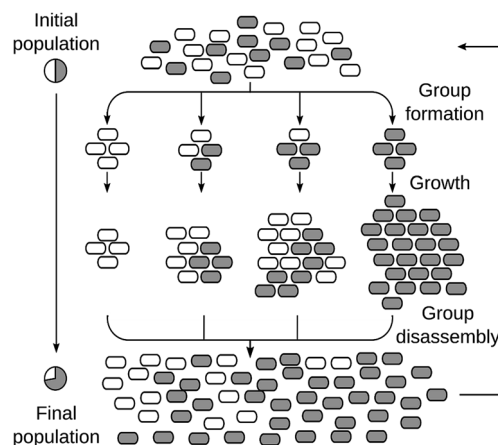 Initial
population
Group
formation
Growth
Group
disassembly
Final
population